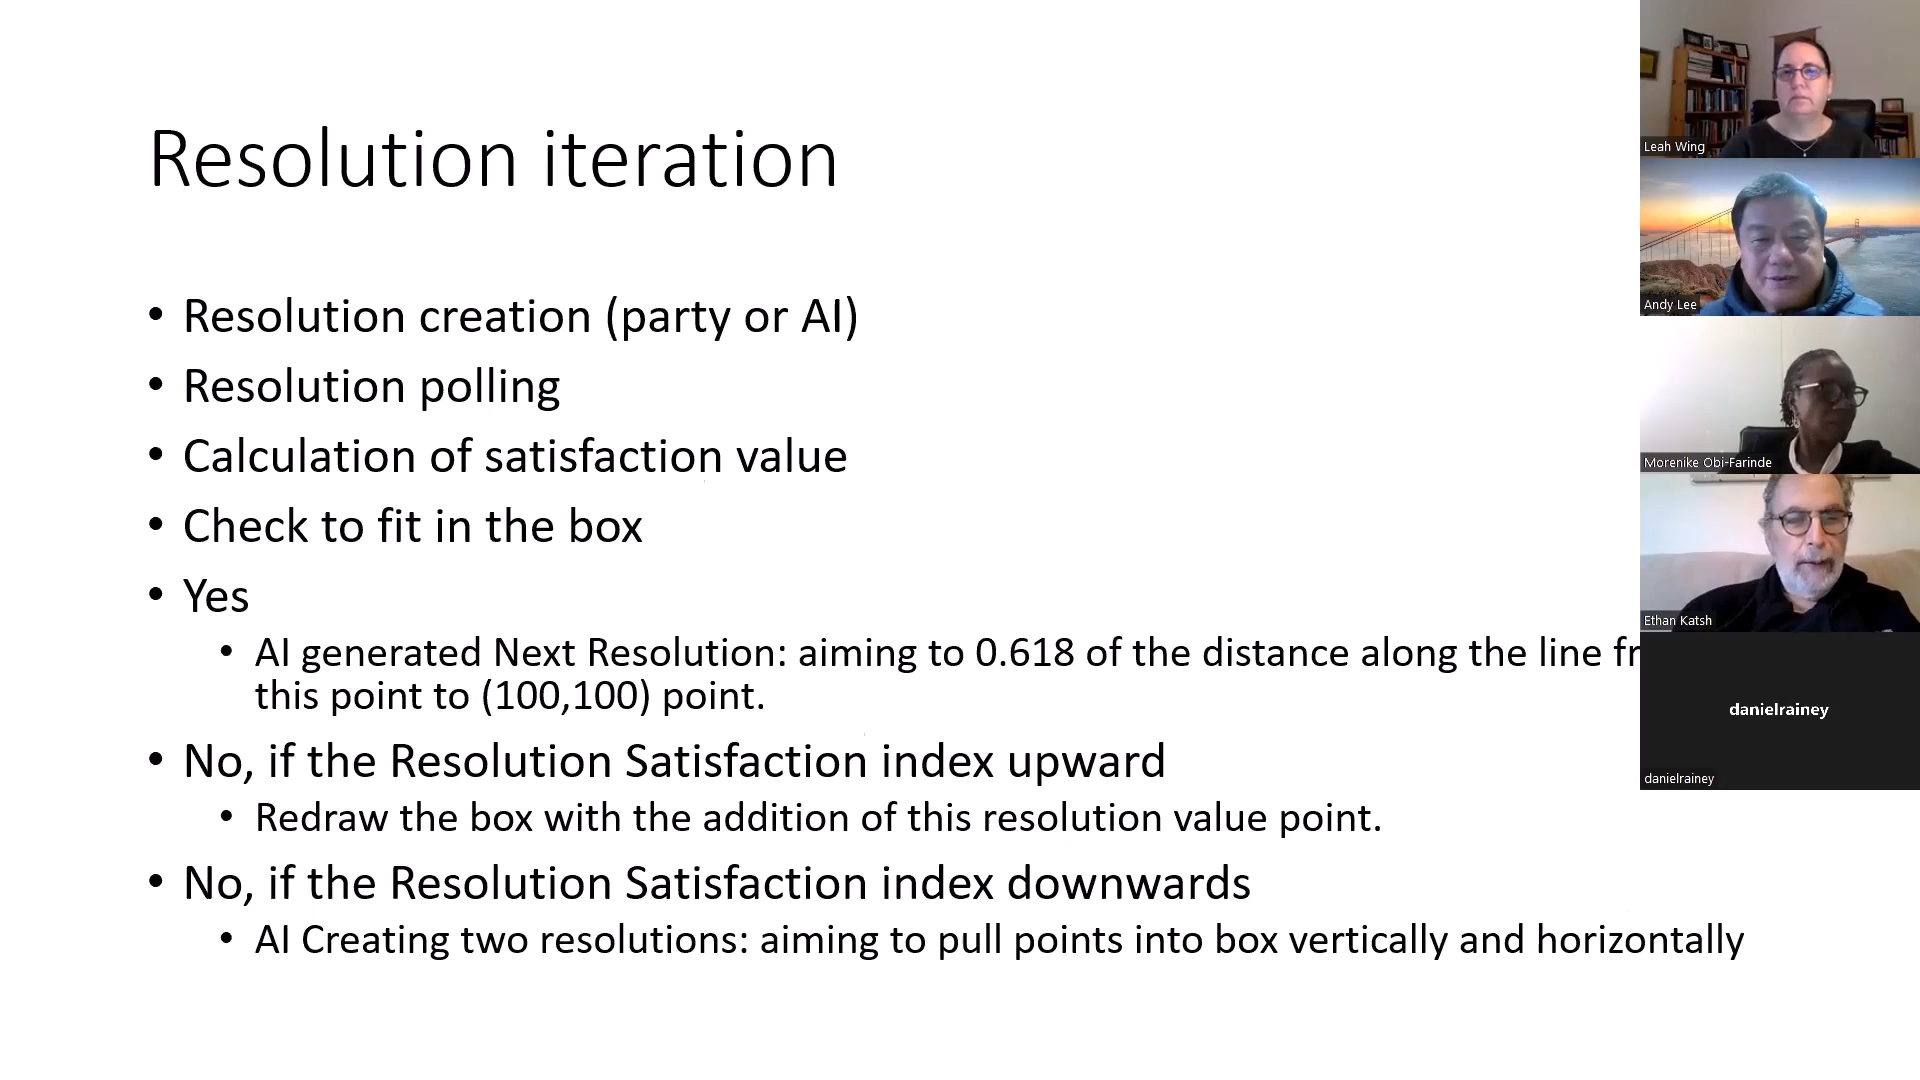 Resolution iteration
• Resolution creation (party or AI)
• Resolution polling
• Calculation of satisfaction value
• Check to fit in the box
• Yes
• AI generated Next Resolution: aiming to 0.618 of the distance along the line
this point to (100,100) point.
• No, if the Resolution Satisfaction index upward
• Redraw the box with the addition of this resolution value point.
• No, if the Resolution Satisfaction index downwards
• AI Creating two resolutions: aiming to pull points into box vertically and horizontally
Leah Wing
Andy Lee
Morenike Obi-Farinde
Ethan Katsh
danielrainey
danielrainey